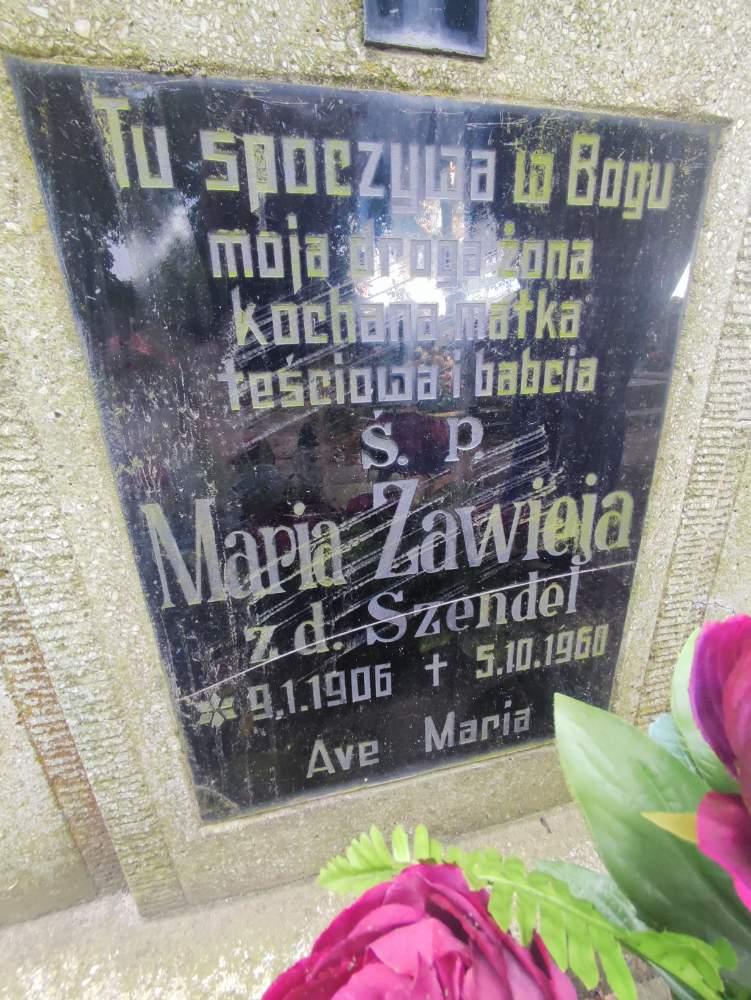 Tu spoczywa w Bogu
moja droga żona
kochana matka
teściowa i babcia
Ś. P.
Maria Zawieja
z d. Szendel
* 9.1.1906 † 5.10.1960
Ave Maria